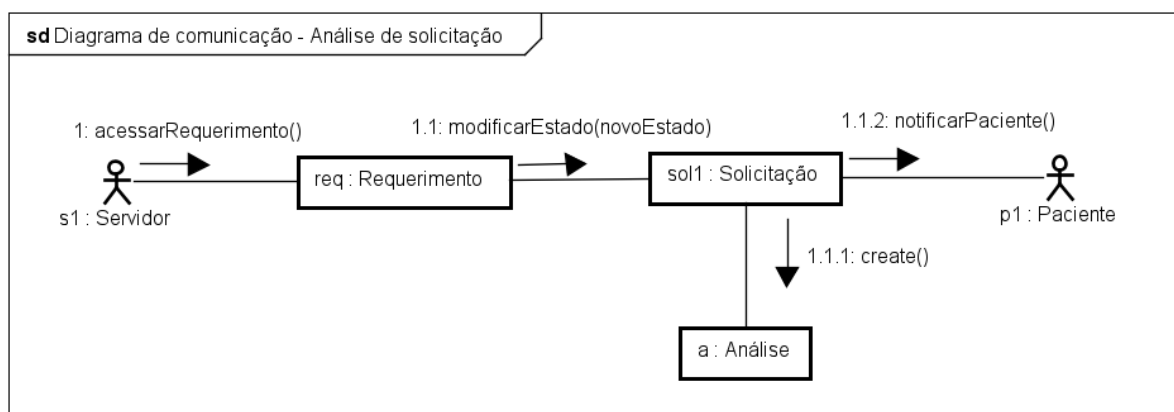 sd Diagrama de comunicação - Análise de solicitação
1: acessarRequerimento()
1.1: modificarEstado(novoEstado)
1.1.2: notificarPaciente()
req : Requerimento
sol1 : Solicitação
s1 : Servidor
p1 : Paciente
1.1.1: create()
a : Análise